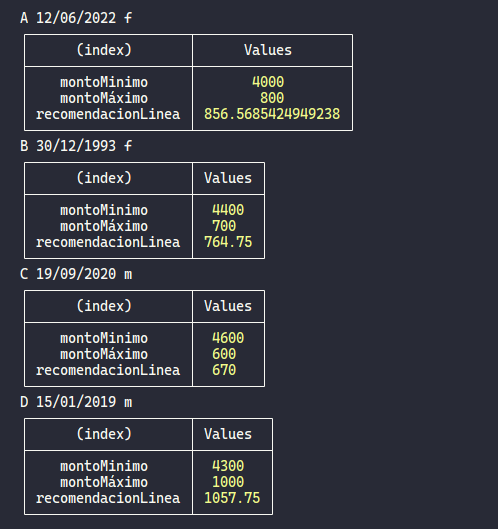 A 12/06/2022 f
(index) Values
montoMinimo 4000
montoMáximo 800
recomendacionLinea 856.5685424949238
B 30/12/1993 f
(index) Values
montoMinimo 4400
montoMáximo 700
recomendacionLinea 764.75
C 19/09/2020 m
(index) Values
montoMinimo 4600
montoMáximo 600
recomendacionLinea 670
D 15/01/2019 m
(index) Values
montoMinimo 4300
montoMáximo 1000
recomendacionLinea 1057.75